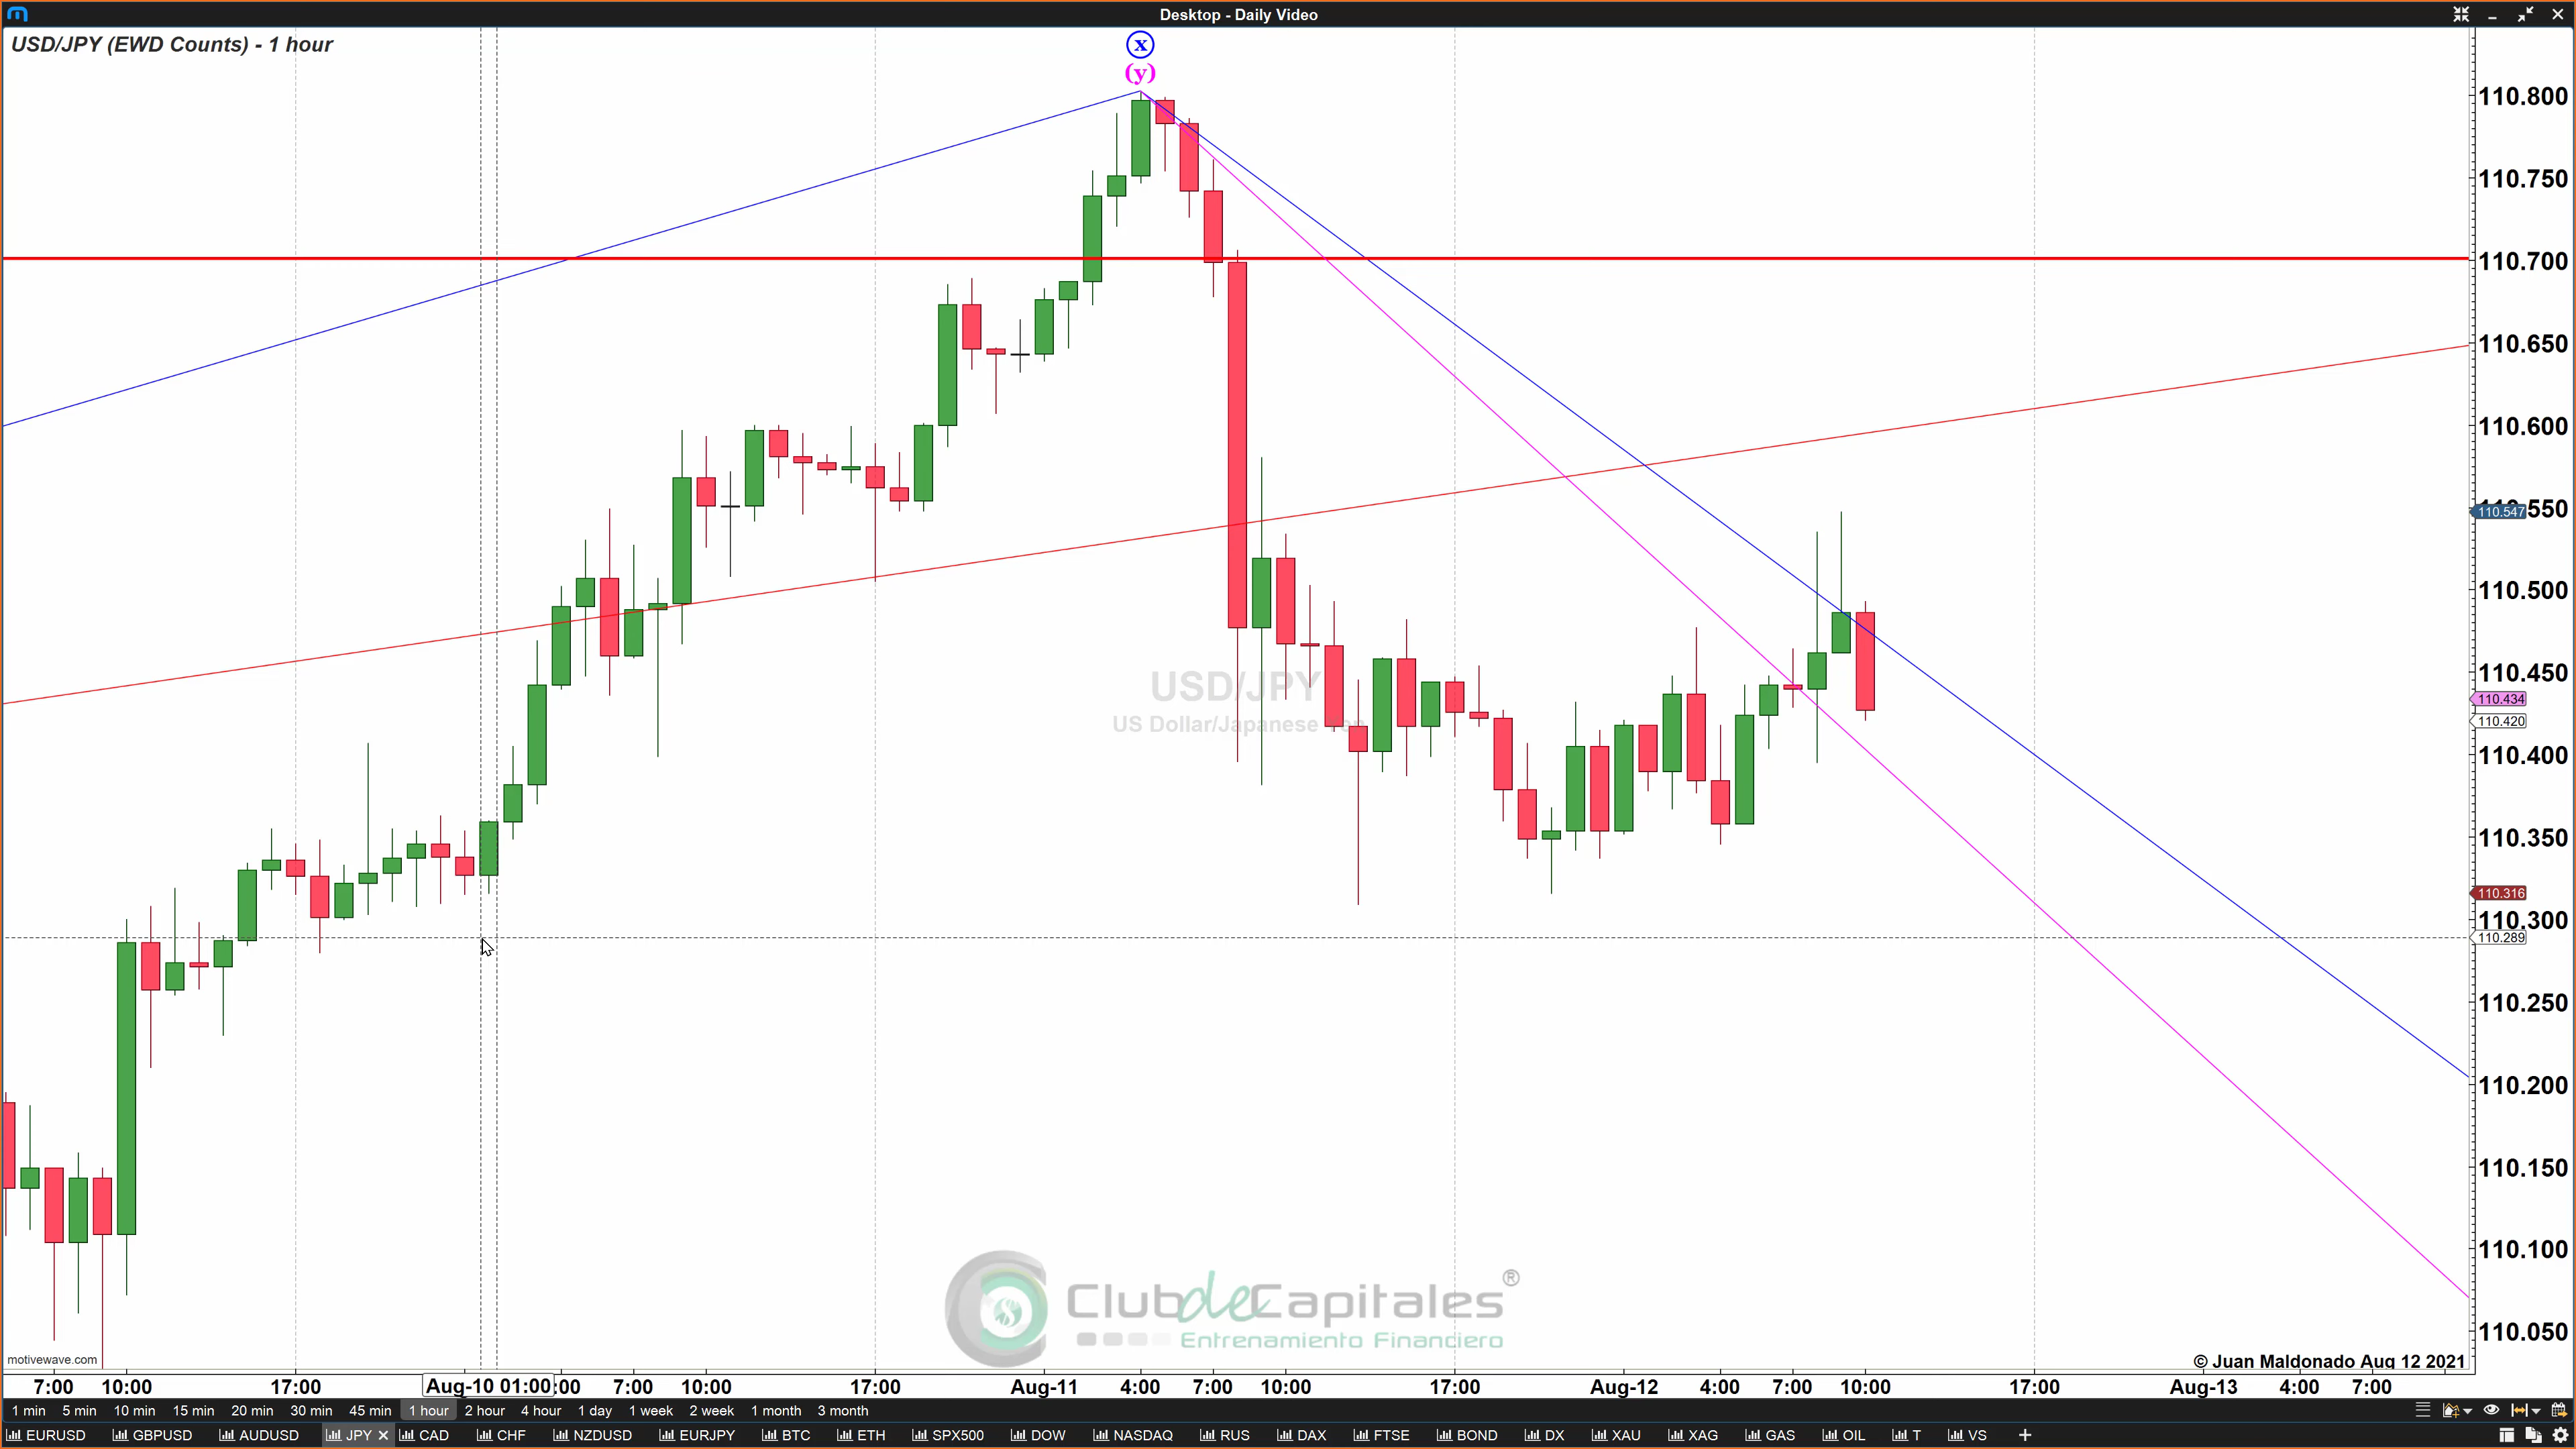 Desktop - Daily Video
USD/JPY (EWD Counts) - 1 hour
x
(y)
110.800
110.750
110.700
110.650
110.600
110.547
550
110.500
110.450
110.434
110.420
110.400
110.350
110.316
110.300
110.289
110.250
110.200
110.150
110.100
110.050
USD/JPY
US Dollar/Japanese Yen
ClubdeCapitales®
Entrenamiento Financiero
motivewave.com
© Juan Maldonado Aug 12 2021
7:00 10:00 17:00 Aug-10 01:00 :00 7:00 10:00 17:00 Aug-11 4:00 7:00 10:00 17:00 Aug-12 4:00 7:00 10:00 17:00 Aug-13 4:00 7:00
1 min 5 min 10 min 15 min 20 min 30 min 45 min 1 hour 2 hour 4 hour 1 day 1 week 2 week 1 month 3 month
EURUSD GBPUSD AUDUSD JPY CAD CHF NZDUSD EURJPY BTC ETH SPX500 DOW NASDAQ RUS DAX FTSE BOND DX XAU XAG GAS OIL T VS +